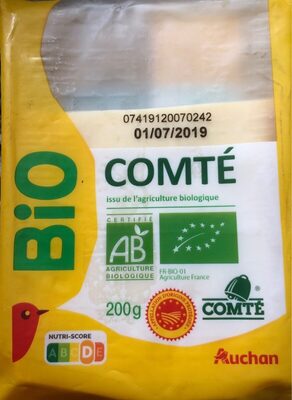 07419120070242
01/07/2019
BiO
COMTÉ
issu de l'agriculture biologique
CERTIFIÉ
AB
AGRICULTURE
BIOLOGIQUE
FR-BIO-01
Agriculture France
200g
COMTÉ
®
NUTRI-SCORE
A B C D E
Auchan